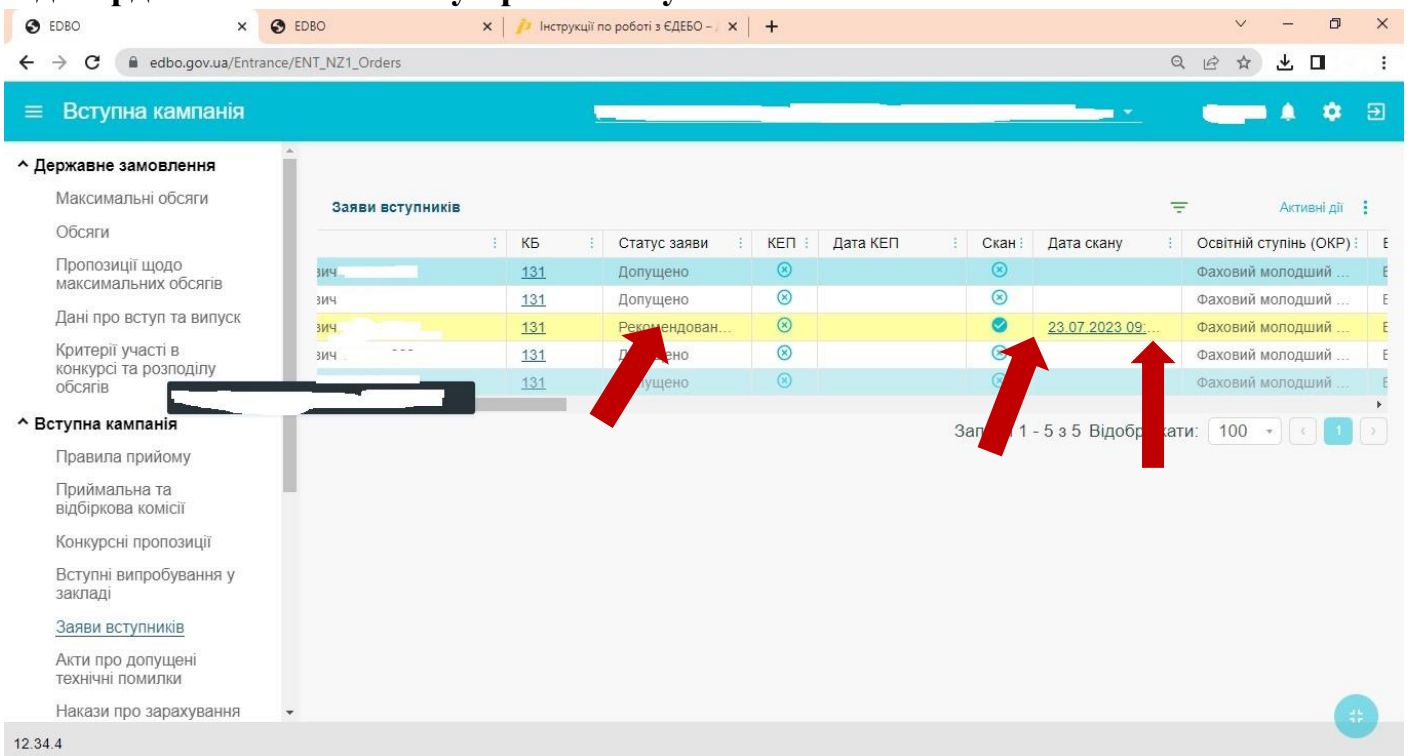 EDBO
EDBO
Інструкції по роботі з ЄДЕБО –
edbo.gov.ua/Entrance/ENT_NZ1_Orders
Вступна кампанія
Державне замовлення
Максимальні обсяги
Обсяги
Пропозиції щодо
максимальних обсягів
Дані про вступ та випуск
Критерії участі в
конкурсі та розподілу
обсягів
Вступна кампанія
Правила прийому
Приймальна та
відбіркова комісії
Конкурсні пропозиції
Вступні випробування у
закладі
Заяви вступників
Акти про допущені
технічні помилки
Накази про зарахування
Заяви вступників
Активні дії
КБ Статус заяви КЕП Дата КЕП Скан Дата скану Освітній ступінь (ОКР)
вич 131 Допущено Фаховий молодший ...
вич 131 Допущено Фаховий молодший ...
вич 131 Рекомендован... 23.07.2023 09:... Фаховий молодший ...
вич 131 Фаховий молодший ...
131 Фаховий молодший ...
1 - 5 з 5 100 1
12.34.4